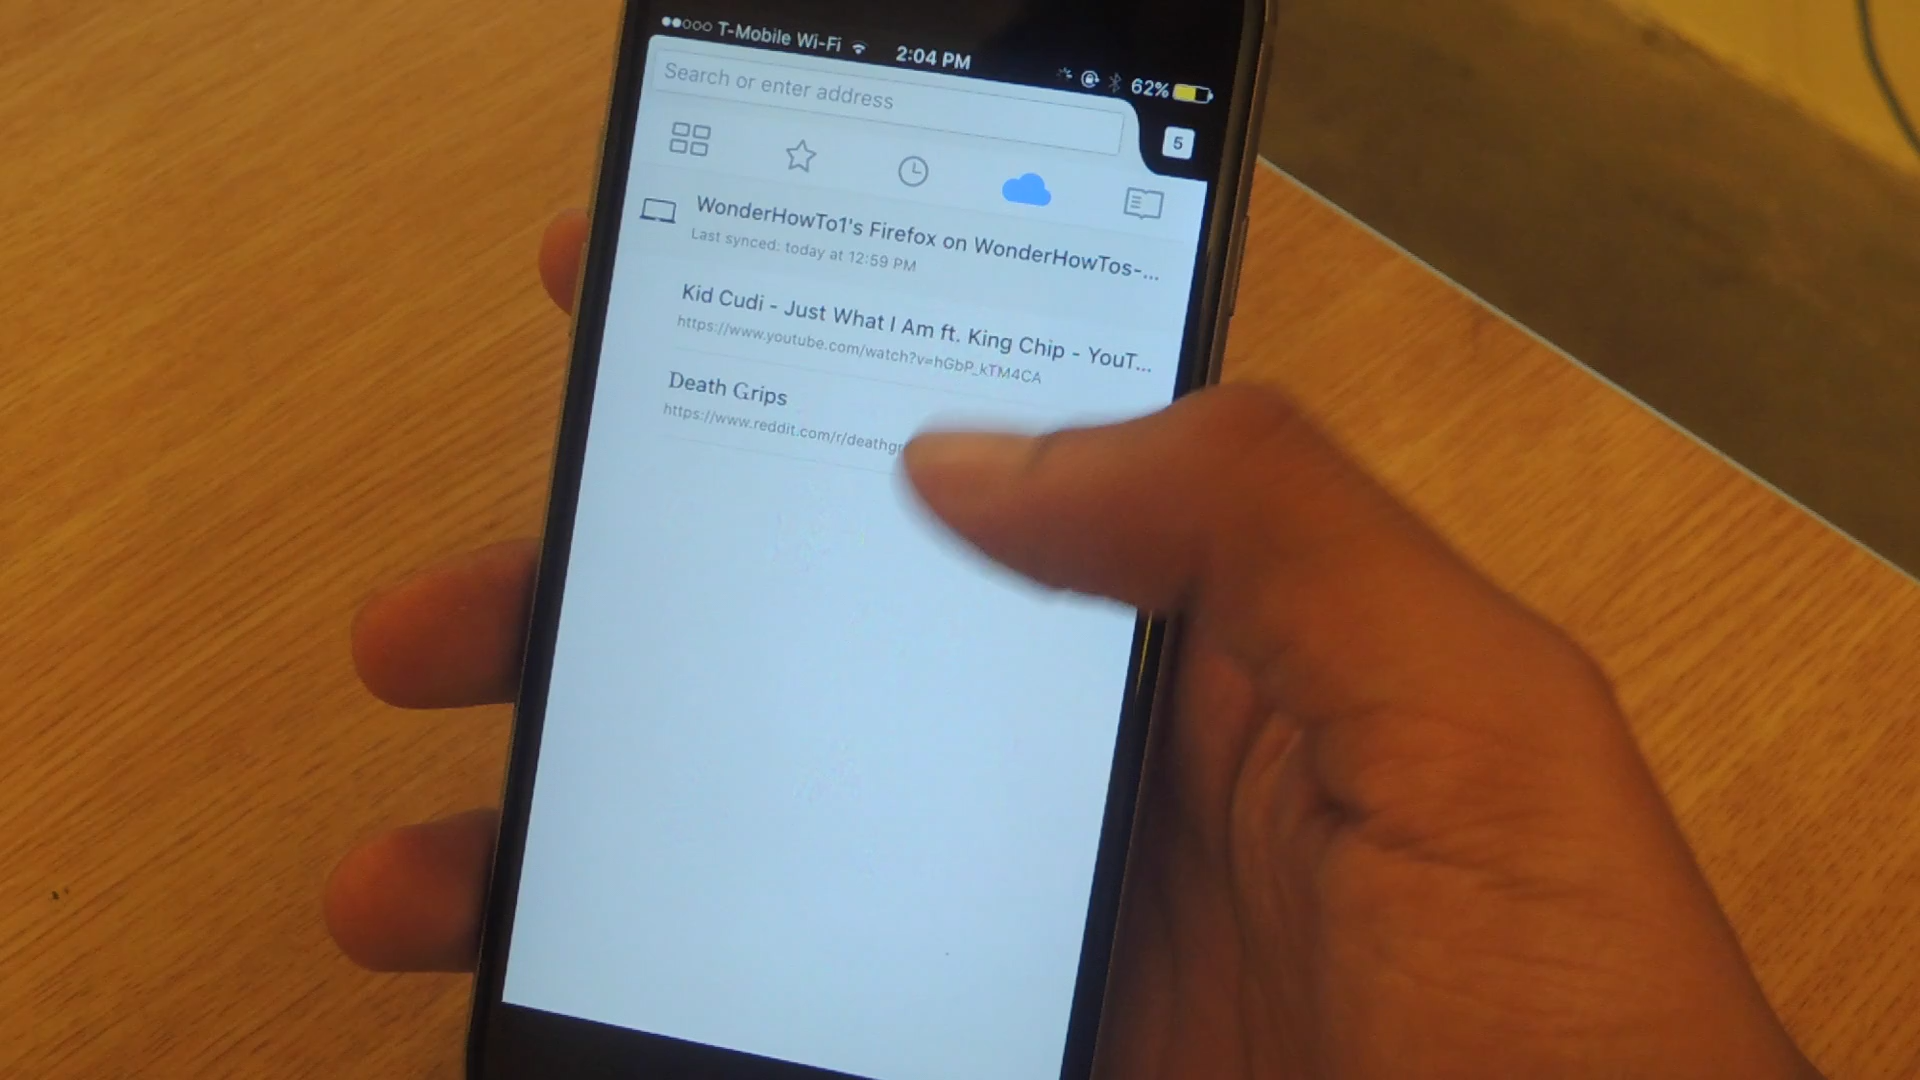 T-Mobile Wi-Fi 2:04 PM 62%
Search or enter address
5
WonderHowTo1's Firefox on WonderHowTos-...
Last synced: today at 12:59 PM
Kid Cudi - Just What I Am ft. King Chip - YouT...
https://www.youtube.com/watch?v=hGbP_kTM4CA
Death Grips
https://www.reddit.com/r/deathgr